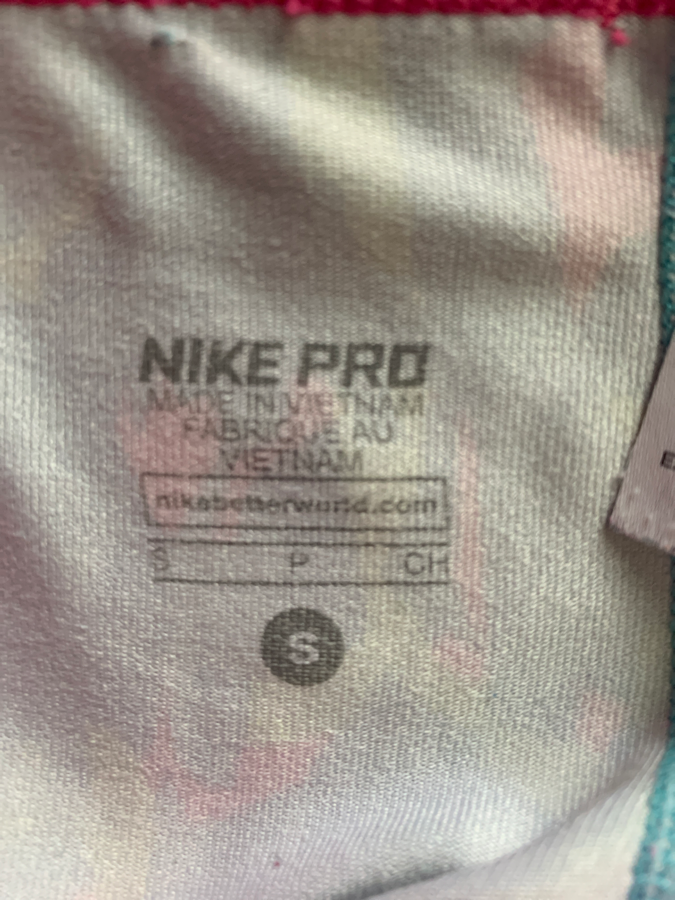 NIKE PRO
MADE IN VIETNAM
FABRIQUE AU
VIETNAM
nikebetterworld.com
S P CH
S